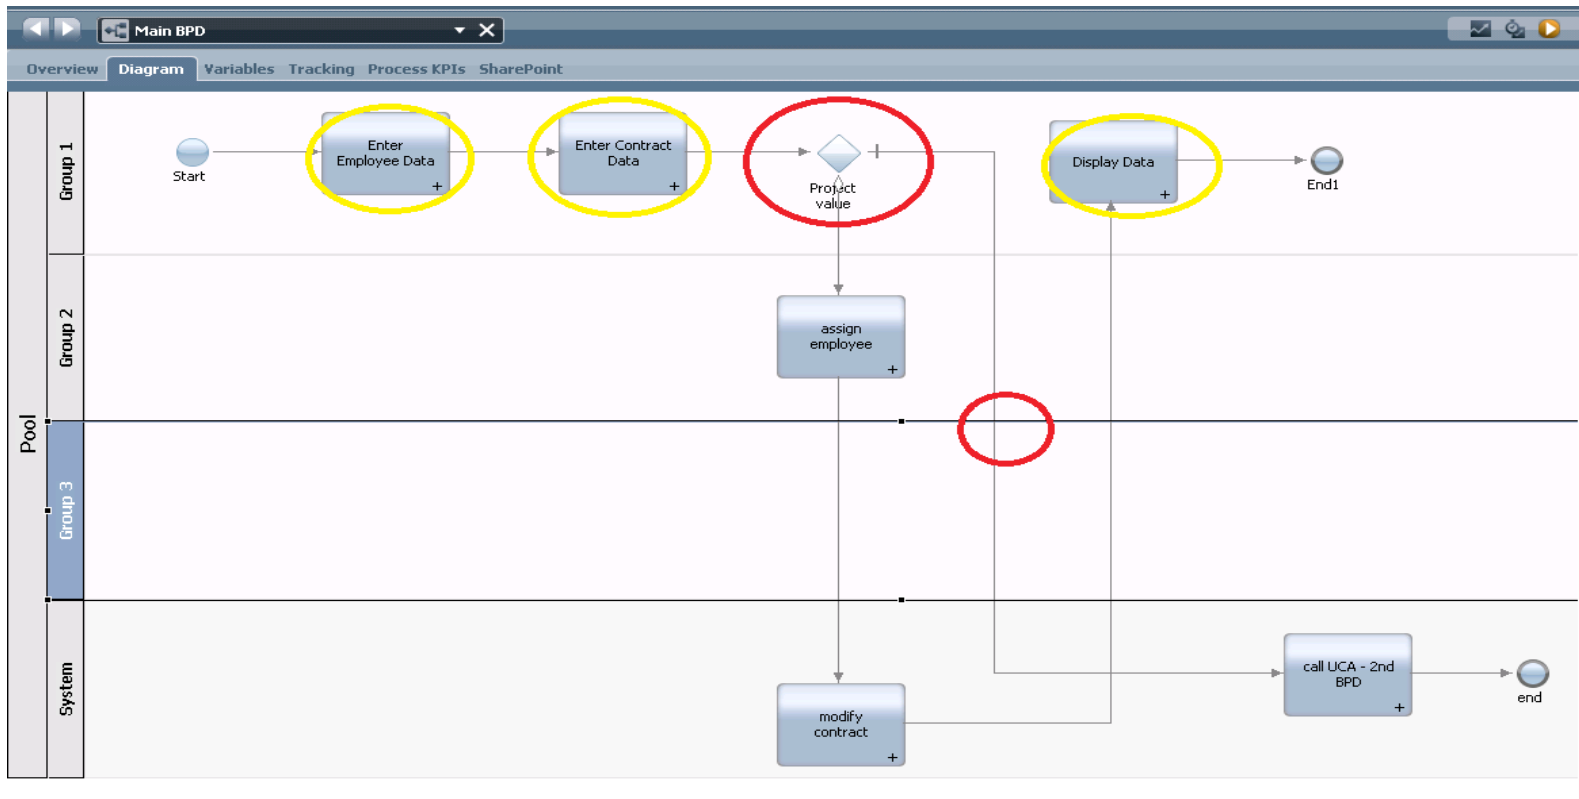 Main BPD
Overview Diagram Variables Tracking Process KPIs SharePoint
Pool
Group 1
Start
Enter
Employee Data
Enter Contract
Data
Project
value
Display Data
End1
Group 2
assign
employee
Group 3
System
modify
contract
call UCA - 2nd
BPD
end